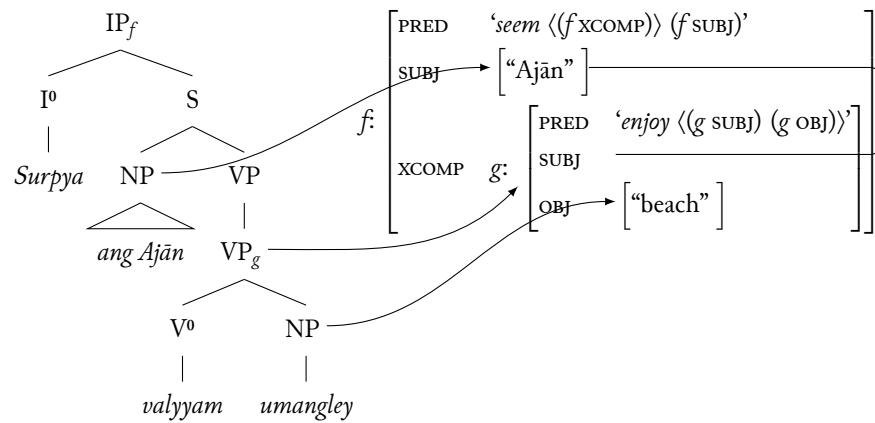 IP_f
PRED ‘seem ⟨(f XCOMP)⟩ (f SUBJ)’
I⁰ S
SUBJ [“Ajān”]
f:
PRED ‘enjoy ⟨(g SUBJ) (g OBJ)⟩’
SUBJ
Surpya NP VP
XCOMP g:
OBJ [“beach”]
ang Ajān VP_g
V⁰ NP
valyyam umangley